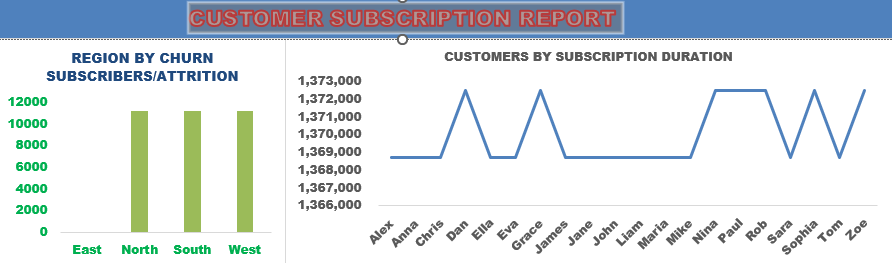 CUSTOMER SUBSCRIPTION REPORT
REGION BY CHURN
SUBSCRIBERS/ATTRITION
12000
10000
8000
6000
4000
2000
0
East North South West
CUSTOMERS BY SUBSCRIPTION DURATION
1,373,000
1,372,000
1,371,000
1,370,000
1,369,000
1,368,000
1,367,000
1,366,000
Alex Anna Chris Dan Ella Eva Grace James Jane John Liam Maria Mike Nina Paul Rob Sara Sophia Tom Zoe